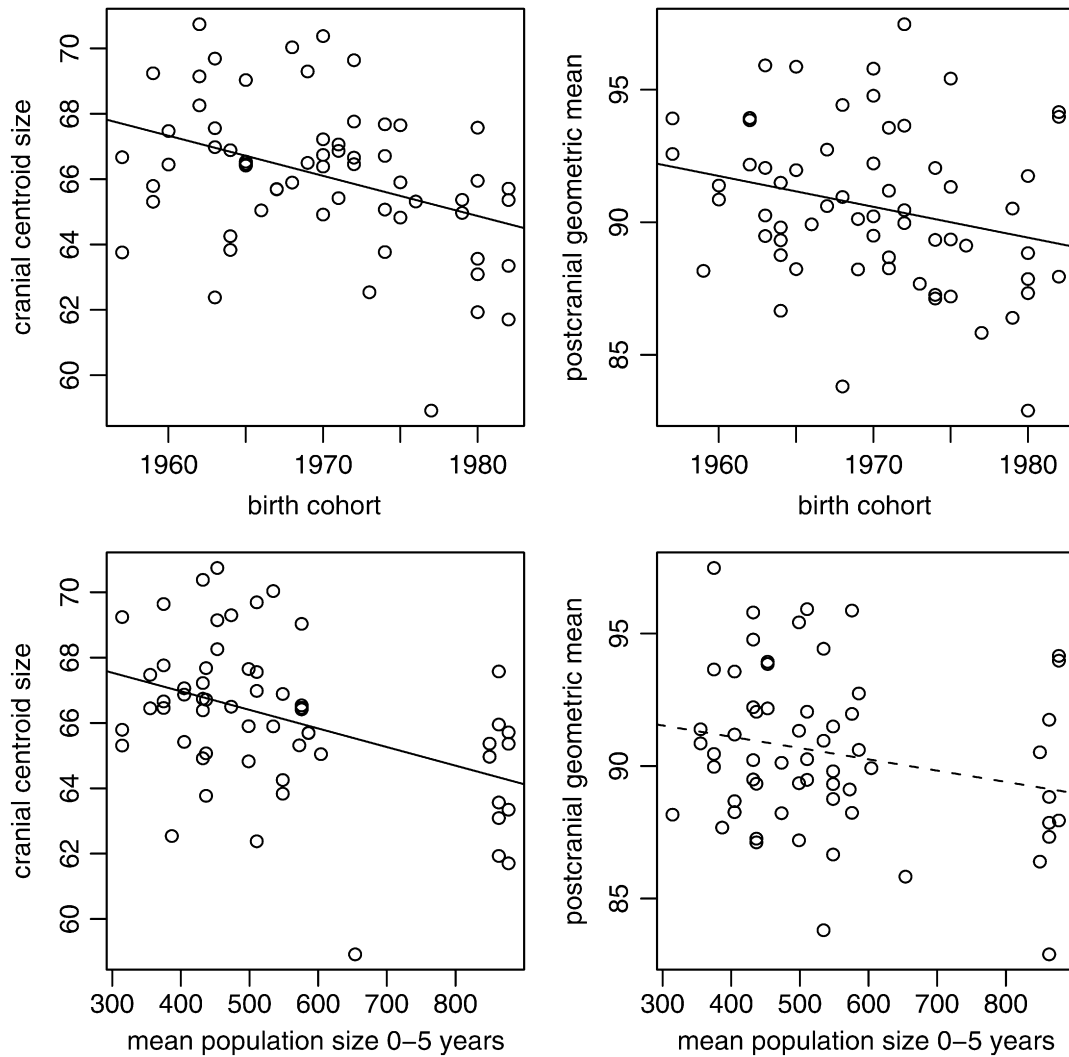 cranial centroid size
70
68
66
64
62
60
1960 1970 1980
birth cohort
postcranial geometric mean
95
90
85
1960 1970 1980
birth cohort
cranial centroid size
70
68
66
64
62
60
300 400 500 600 700 800
mean population size 0−5 years
postcranial geometric mean
95
90
85
300 400 500 600 700 800
mean population size 0−5 years